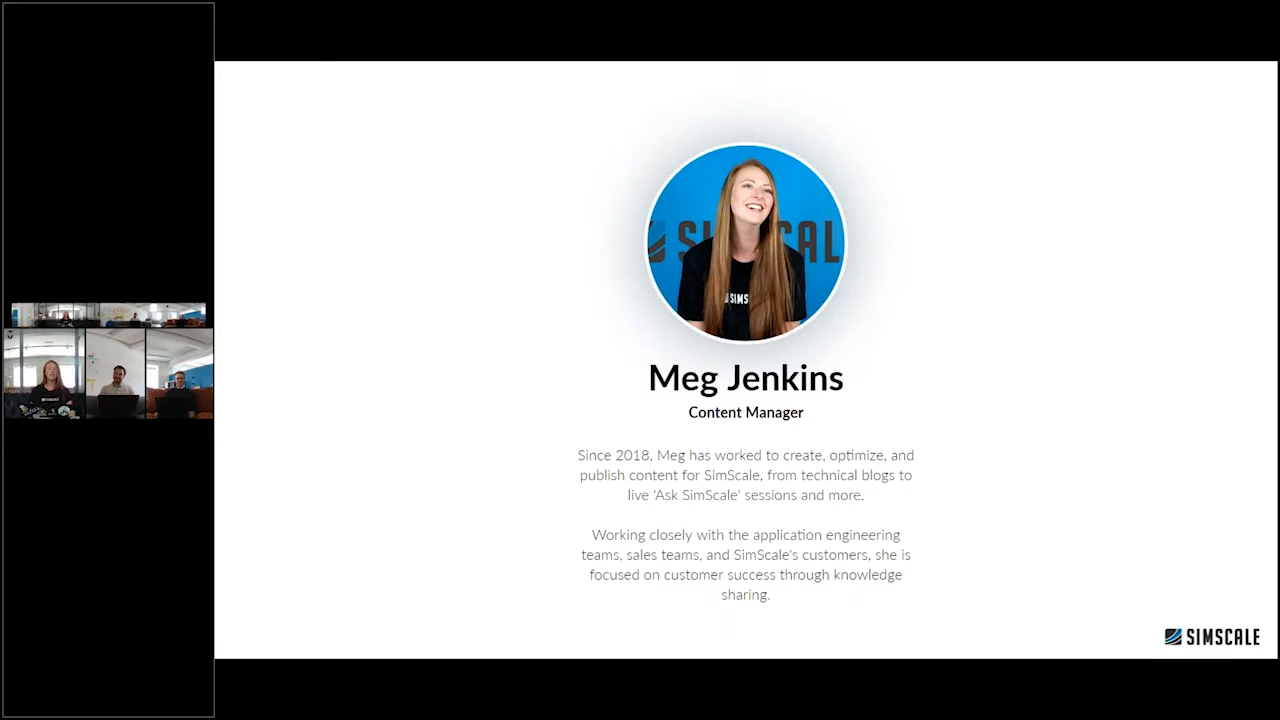 SIMSCALE
SIMS
Meg Jenkins
Content Manager
Since 2018, Meg has worked to create, optimize, and
publish content for SimScale, from technical blogs to
live 'Ask SimScale' sessions and more.
Working closely with the application engineering
teams, sales teams, and SimScale's customers, she is
focused on customer success through knowledge
sharing.
SIMSCALE